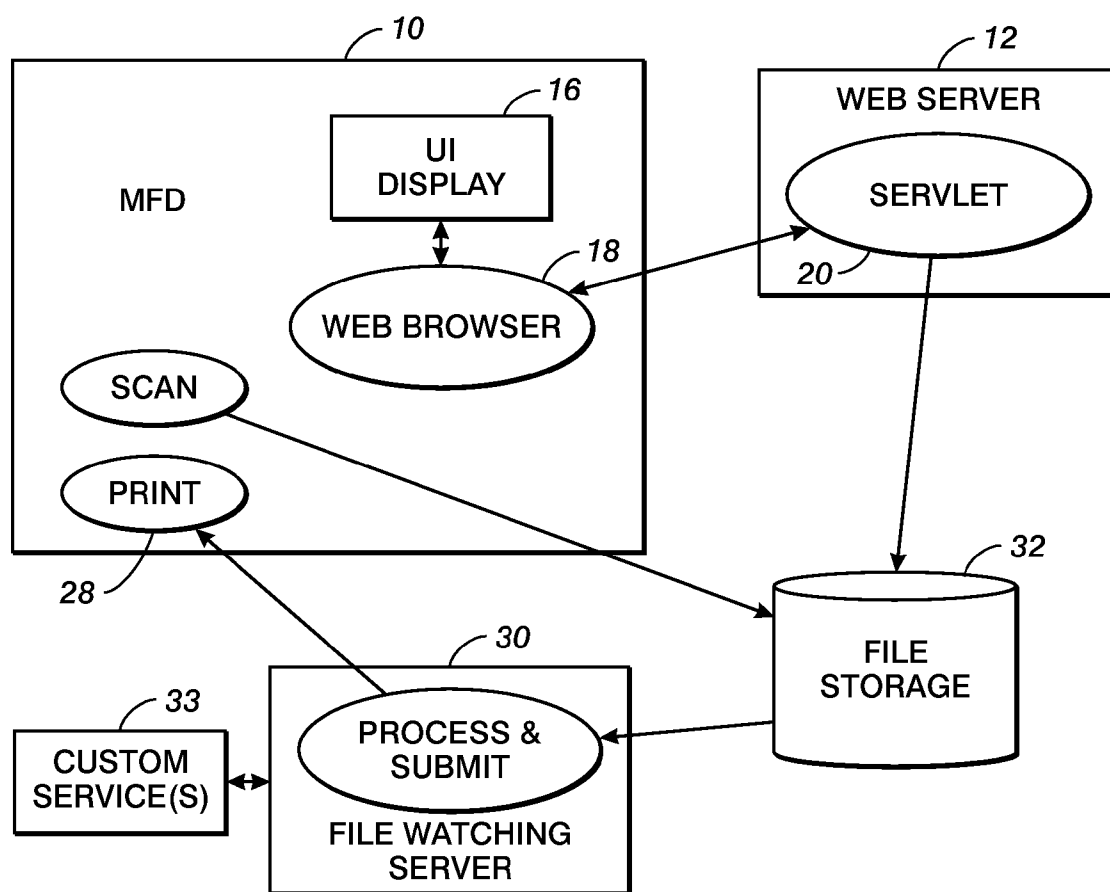 10
12
16
WEB SERVER
UI
DISPLAY
SERVLET
MFD
18
20
WEB BROWSER
SCAN
PRINT
28
32
FILE
STORAGE
30
33
PROCESS &
SUBMIT
CUSTOM
SERVICE(S)
FILE WATCHING
SERVER